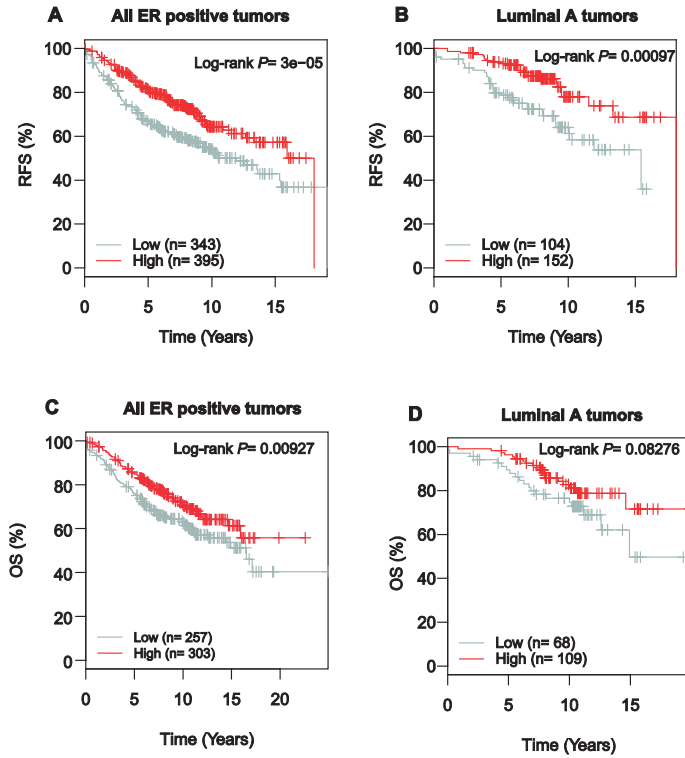 A All ER positive tumors
Log-rank P= 3e−05
100
80
60
40
20
0
RFS (%)
Low (n= 343)
High (n= 395)
0 5 10 15
Time (Years)
B Luminal A tumors
Log-rank P= 0.00097
100
80
60
40
20
0
RFS (%)
Low (n= 104)
High (n= 152)
0 5 10 15
Time (Years)
C All ER positive tumors
Log-rank P= 0.00927
100
80
60
40
20
0
OS (%)
Low (n= 257)
High (n= 303)
0 5 10 15 20
Time (Years)
D Luminal A tumors
Log-rank P= 0.08276
100
80
60
40
20
0
OS (%)
Low (n= 68)
High (n= 109)
0 5 10 15
Time (Years)